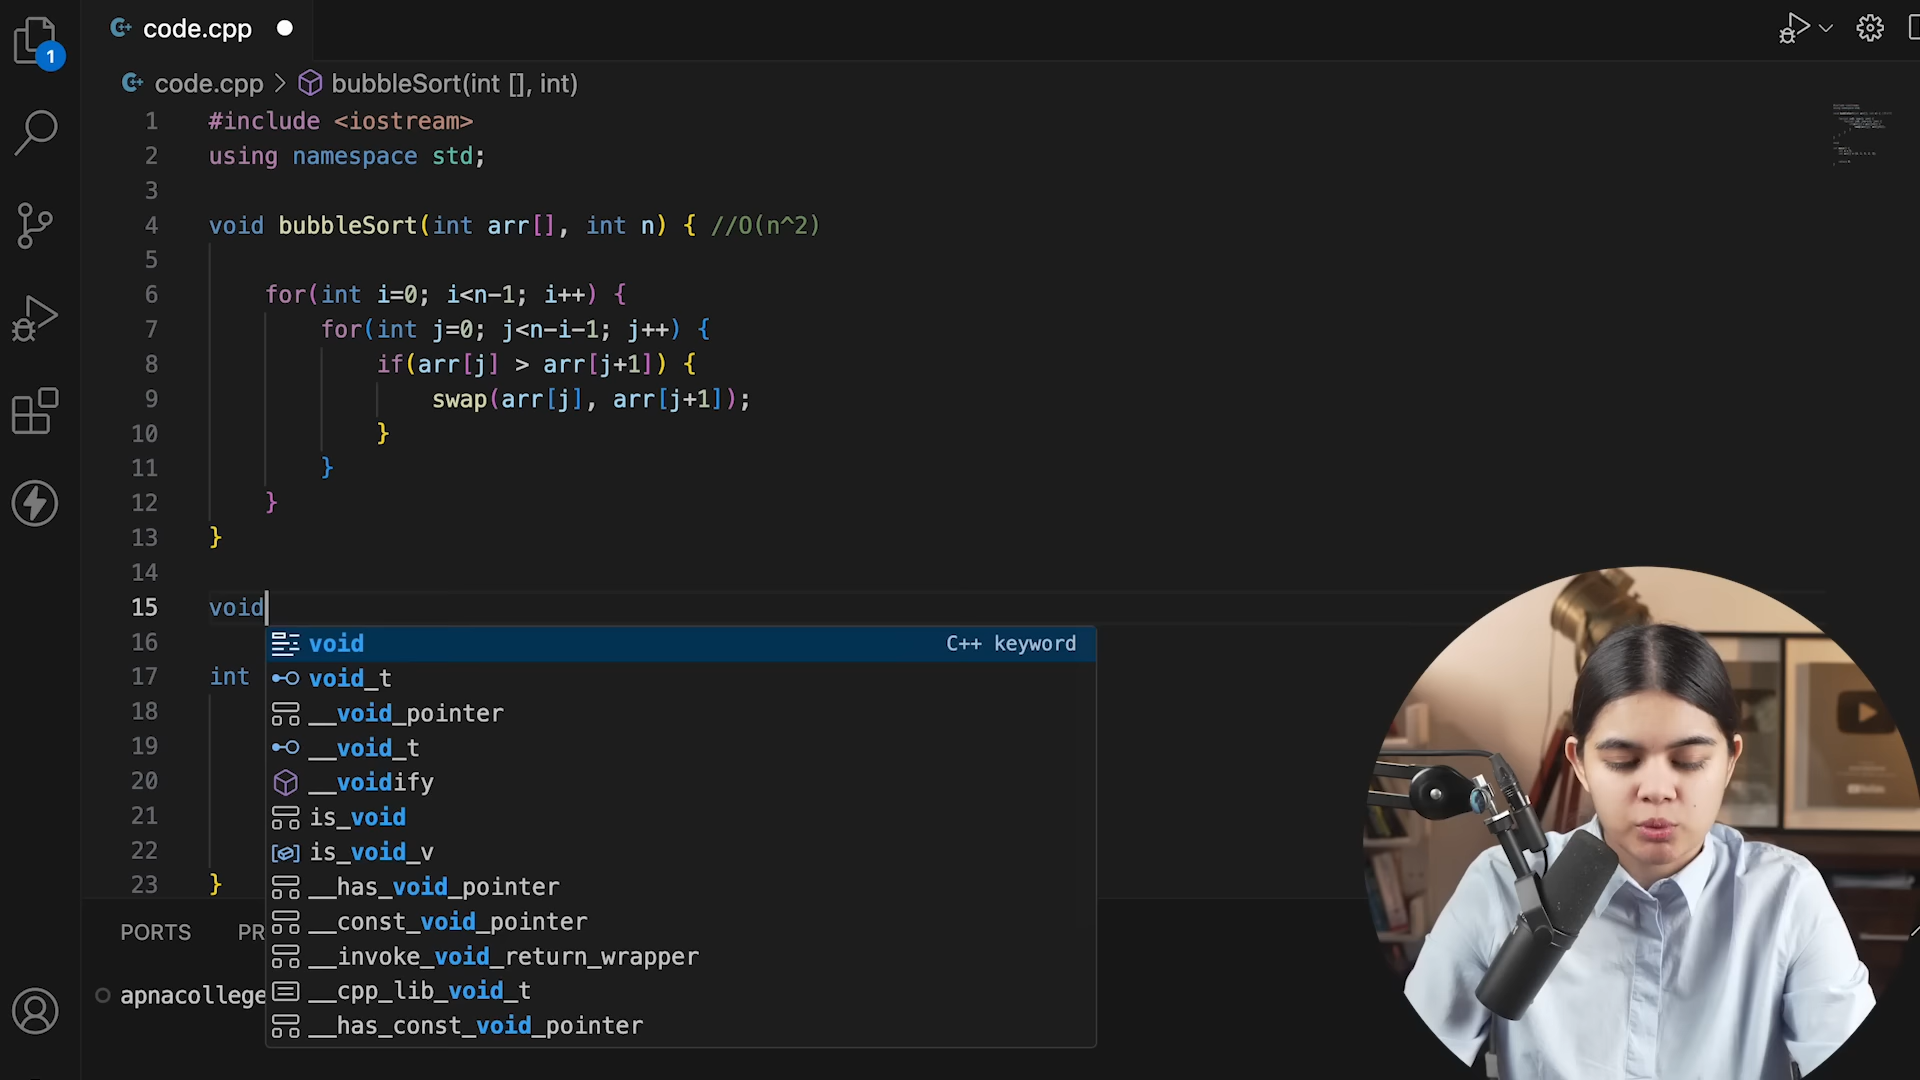 1
code.cpp
code.cpp > bubbleSort(int [], int)
1 #include <iostream>
2 using namespace std;
3
4 void bubbleSort(int arr[], int n) { //O(n^2)
5
6 for(int i=0; i<n-1; i++) {
7 for(int j=0; j<n-i-1; j++) {
8 if(arr[j] > arr[j+1]) {
9 swap(arr[j], arr[j+1]);
10 }
11 }
12 }
13 }
14
15 void
16
void C++ keyword
17 int
void_t
18
__void_pointer
19
__void_t
20
__voidify
21
is_void
22
is_void_v
23 }
__has_void_pointer
__const_void_pointer
PORTS PR
__invoke_void_return_wrapper
apnacollege
__cpp_lib_void_t
__has_const_void_pointer